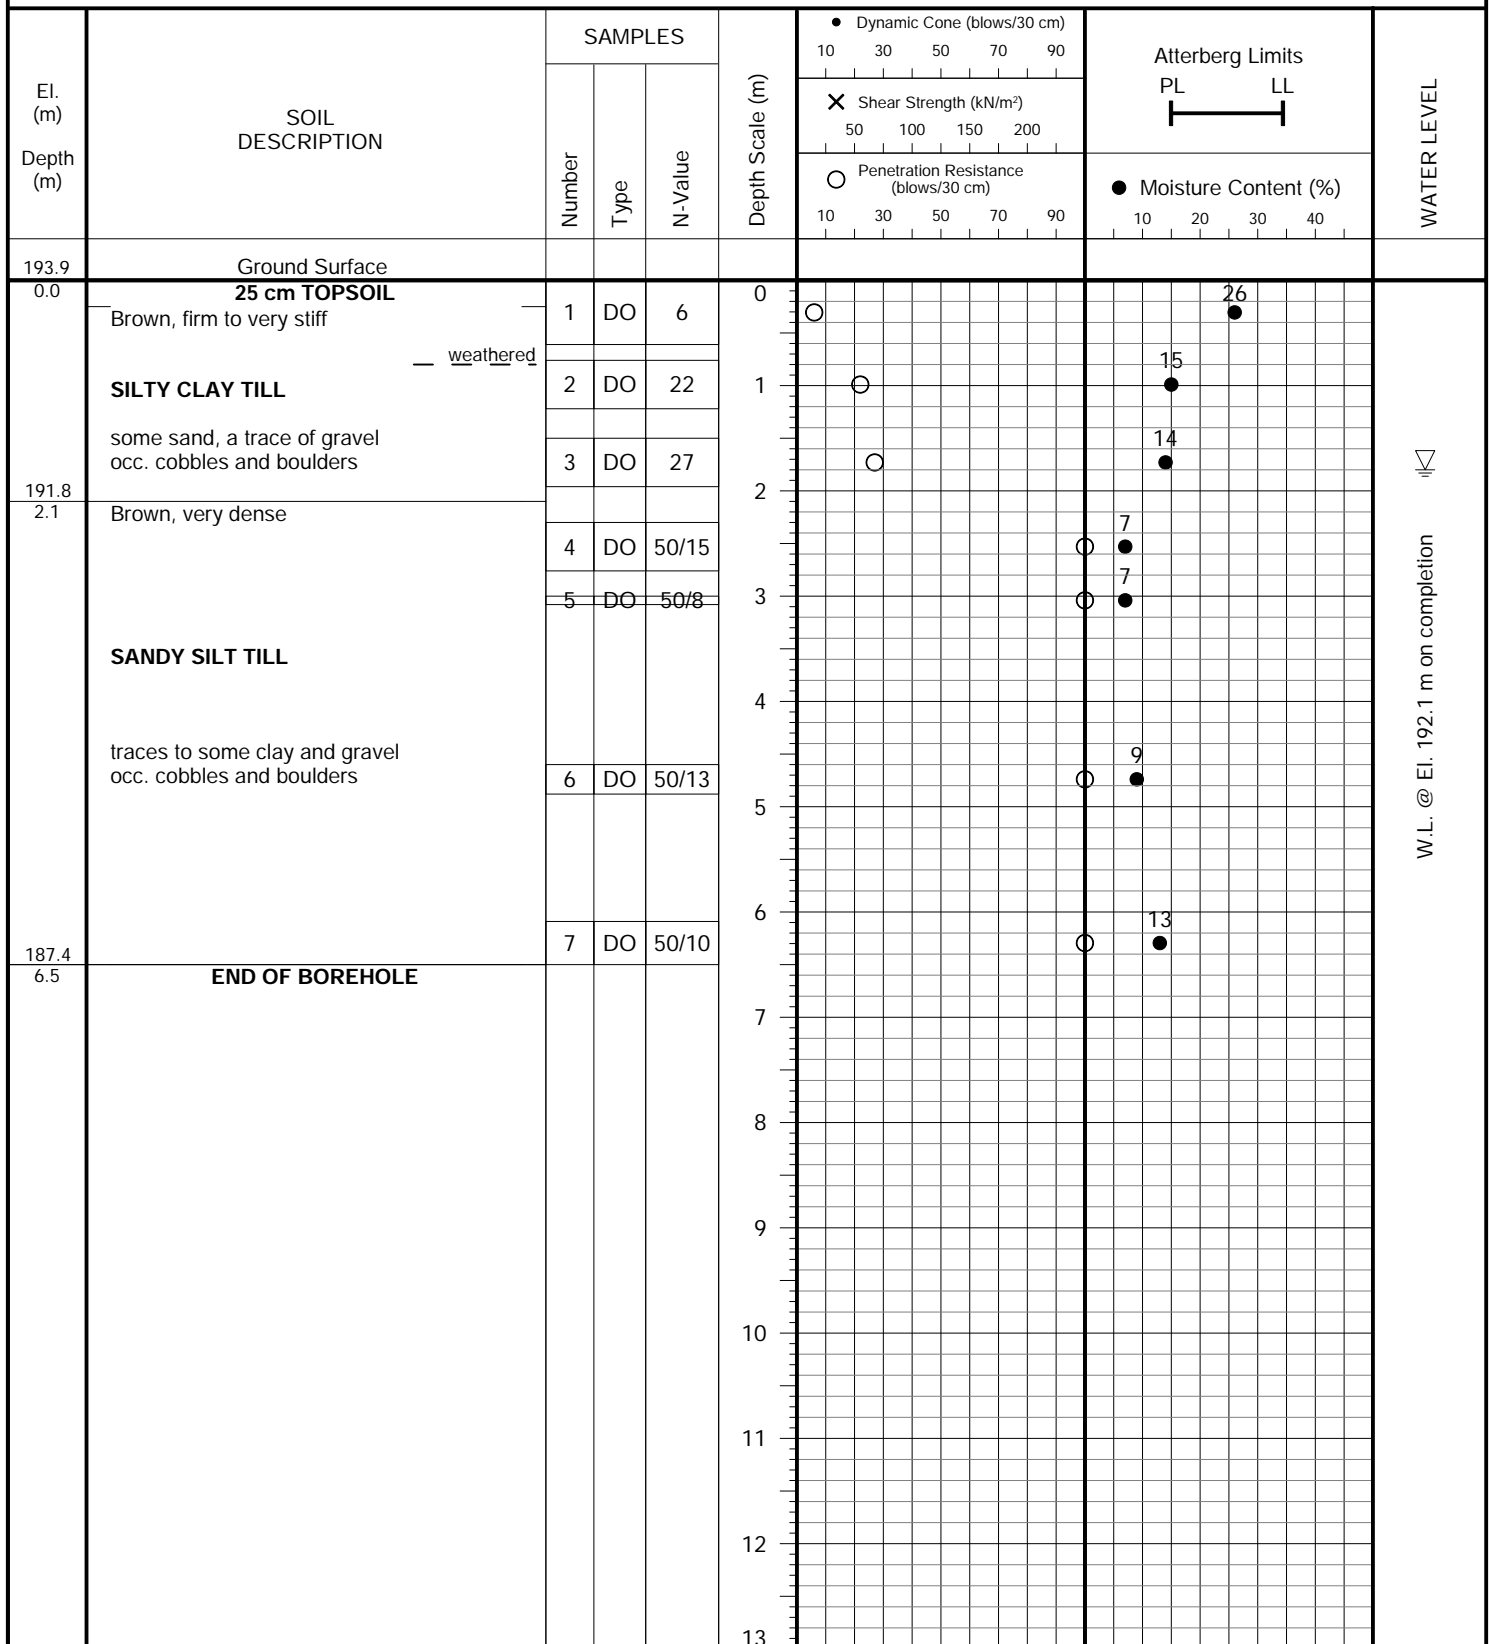 El.
(m)
Depth
(m)
SOIL
DESCRIPTION
SAMPLES
Number
Type
N-Value
Depth Scale (m)
● Dynamic Cone (blows/30 cm)
10 30 50 70 90
X Shear Strength (kN/m²)
50 100 150 200
O Penetration Resistance
(blows/30 cm)
10 30 50 70 90
Atterberg Limits
PL LL
● Moisture Content (%)
10 20 30 40
WATER LEVEL
193.9 Ground Surface
0.0 25 cm TOPSOIL 0 26
Brown, firm to very stiff 1 DO 6
weathered
15
SILTY CLAY TILL 2 DO 22 1
some sand, a trace of gravel 14
occ. cobbles and boulders 3 DO 27
191.8 2
2.1 Brown, very dense 7
4 DO 50/15
7
5 DO 50/8 3
SANDY SILT TILL
4
traces to some clay and gravel 9
occ. cobbles and boulders 6 DO 50/13
5
6 13
7 DO 50/10
187.4
6.5 END OF BOREHOLE
7
8
9
10
11
12
13
W.L. @ El. 192.1 m on completion